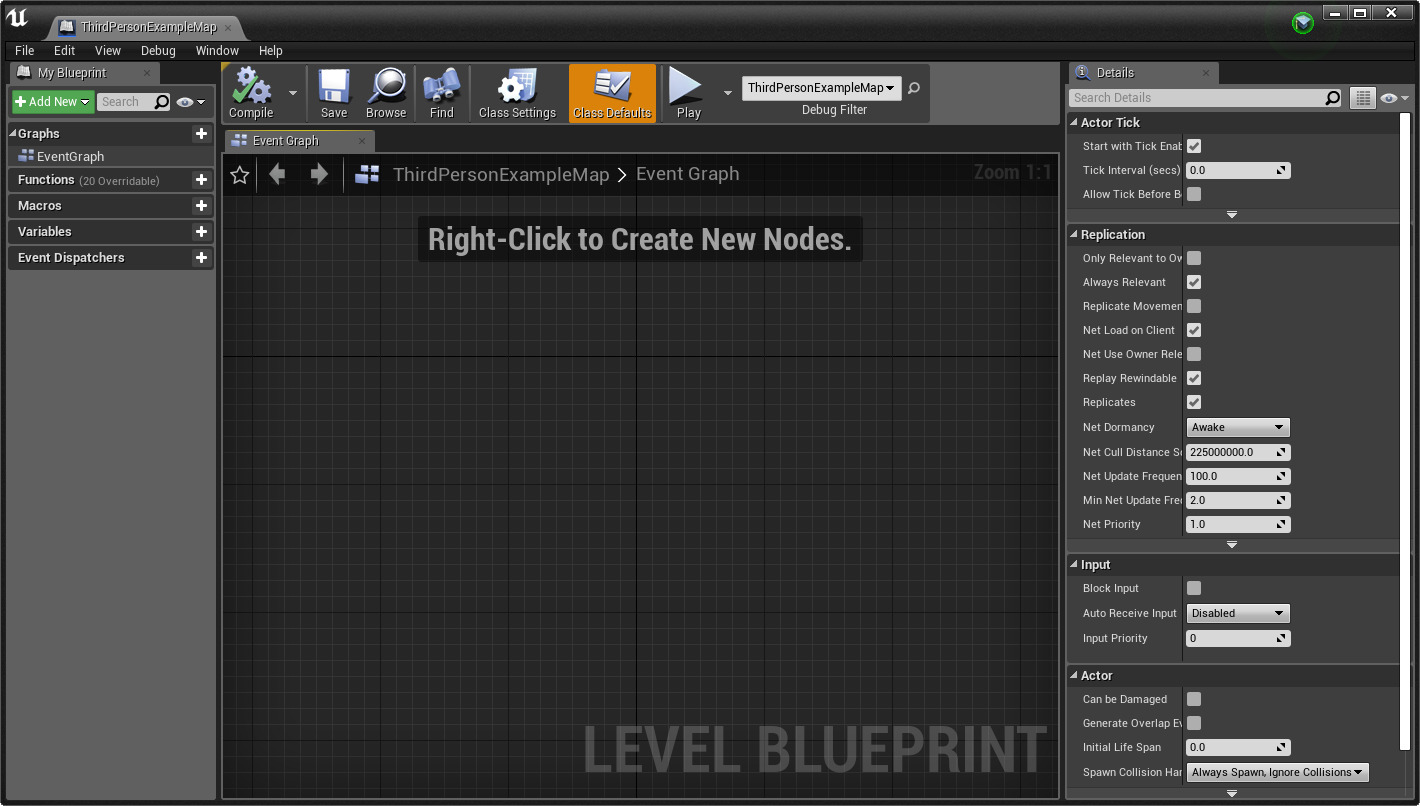 ThirdPersonExampleMap
File Edit View Debug Window Help
My Blueprint
Add New Search
Graphs
EventGraph
Functions (20 Overridable)
Macros
Variables
Event Dispatchers
Compile Save Browse Find Class Settings Class Defaults Play
ThirdPersonExampleMap
Debug Filter
Event Graph
ThirdPersonExampleMap > Event Graph
Zoom 1:1
Right-Click to Create New Nodes.
LEVEL BLUEPRINT
Details
Search Details
Actor Tick
Start with Tick Enab
Tick Interval (secs) 0.0
Allow Tick Before B
Replication
Only Relevant to Ow
Always Relevant
Replicate Movemen
Net Load on Client
Net Use Owner Rele
Replay Rewindable
Replicates
Net Dormancy Awake
Net Cull Distance S 225000000.0
Net Update Frequen 100.0
Min Net Update Fre 2.0
Net Priority 1.0
Input
Block Input
Auto Receive Input Disabled
Input Priority 0
Actor
Can be Damaged
Generate Overlap Ev
Initial Life Span 0.0
Spawn Collision Han Always Spawn, Ignore Collisions